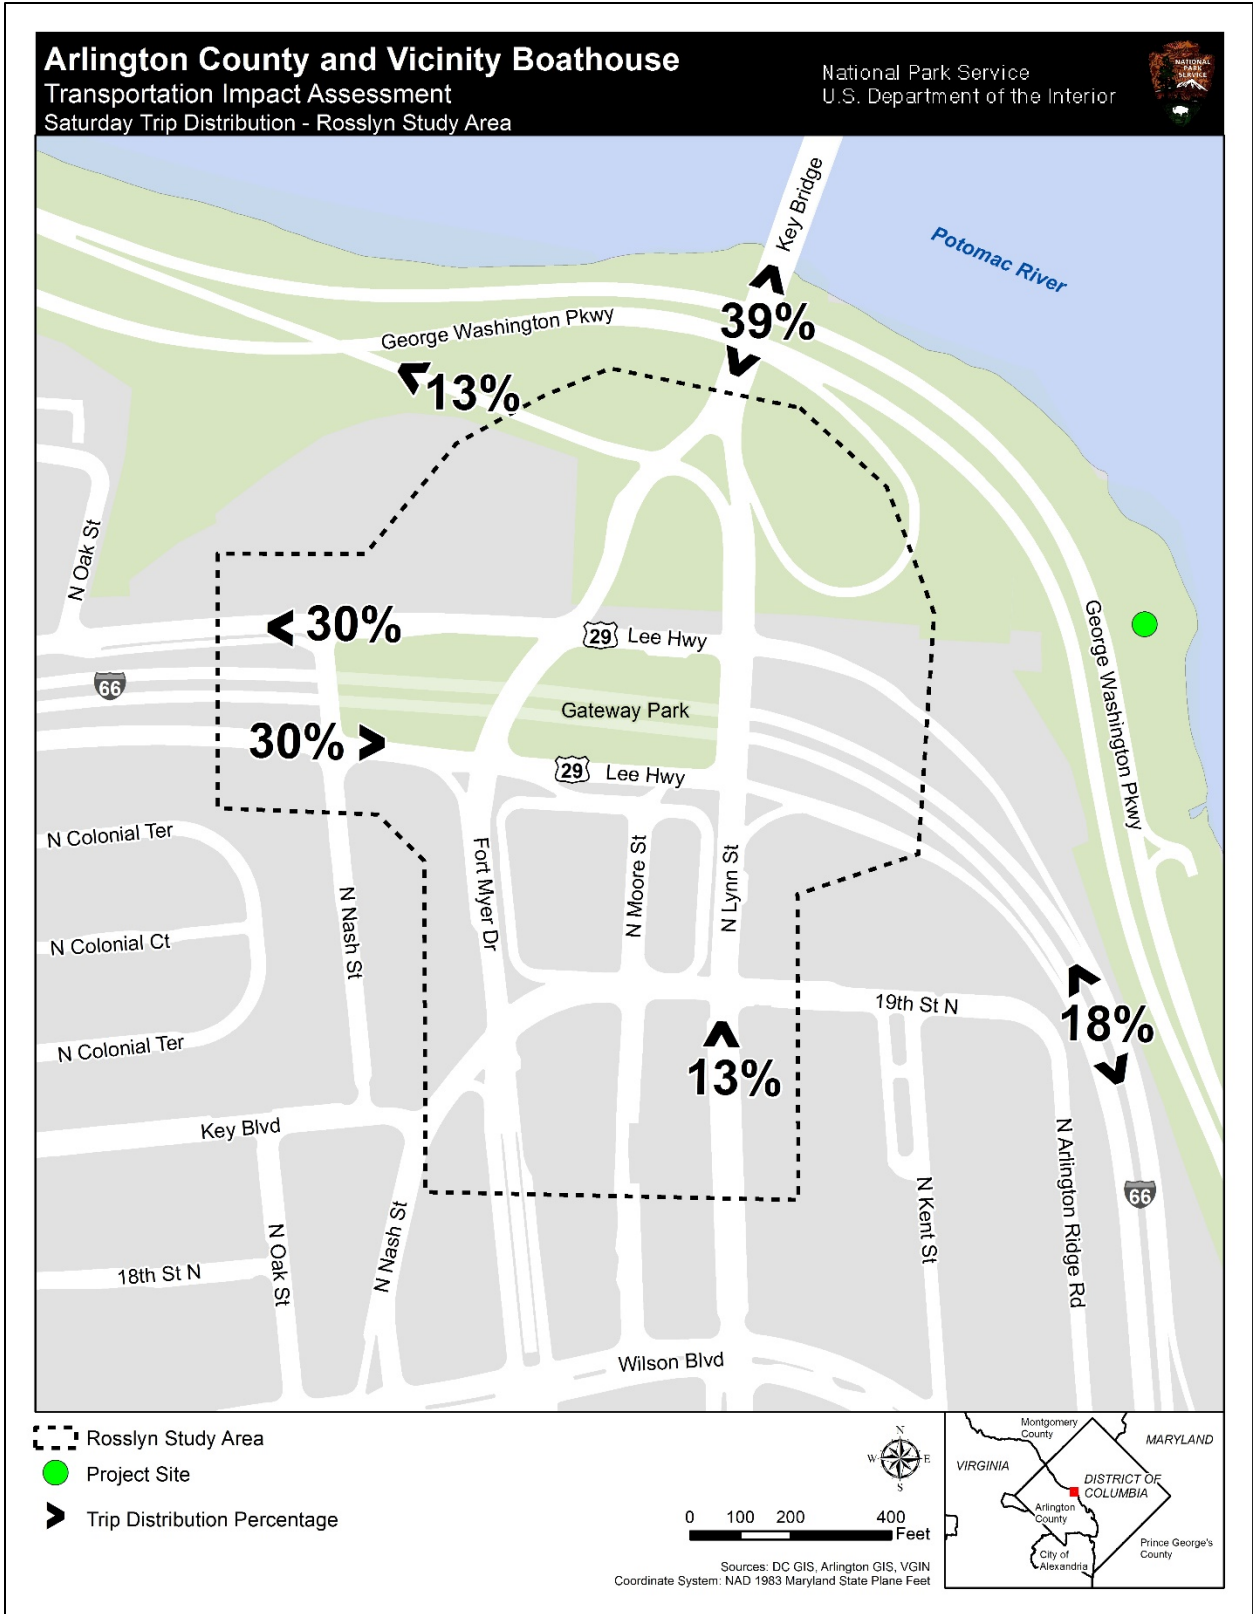 Arlington County and Vicinity Boathouse
Transportation Impact Assessment
Saturday Trip Distribution - Rosslyn Study Area
National Park Service
U.S. Department of the Interior
NATIONAL
PARK
SERVICE
Key Bridge
Potomac River
George Washington Pkwy
39%
13%
N Oak St
30%
29 Lee Hwy
George Washington Pkwy
66
Gateway Park
30%
29 Lee Hwy
N Colonial Ter
Fort Myer Dr
N Moore St
N Lynn St
N Nash St
N Colonial Ct
19th St N
18%
N Colonial Ter
13%
Key Blvd
N Arlington Ridge Rd
66
N Kent St
N Nash St
N Oak St
18th St N
Wilson Blvd
Rosslyn Study Area
Project Site
Trip Distribution Percentage
N
W E
S
0 100 200 400
Feet
Sources: DC GIS, Arlington GIS, VGIN
Coordinate System: NAD 1983 Maryland State Plane Feet
Montgomery
County
MARYLAND
VIRGINIA
DISTRICT OF
COLUMBIA
Arlington
County
City of
Alexandria
Prince George's
County